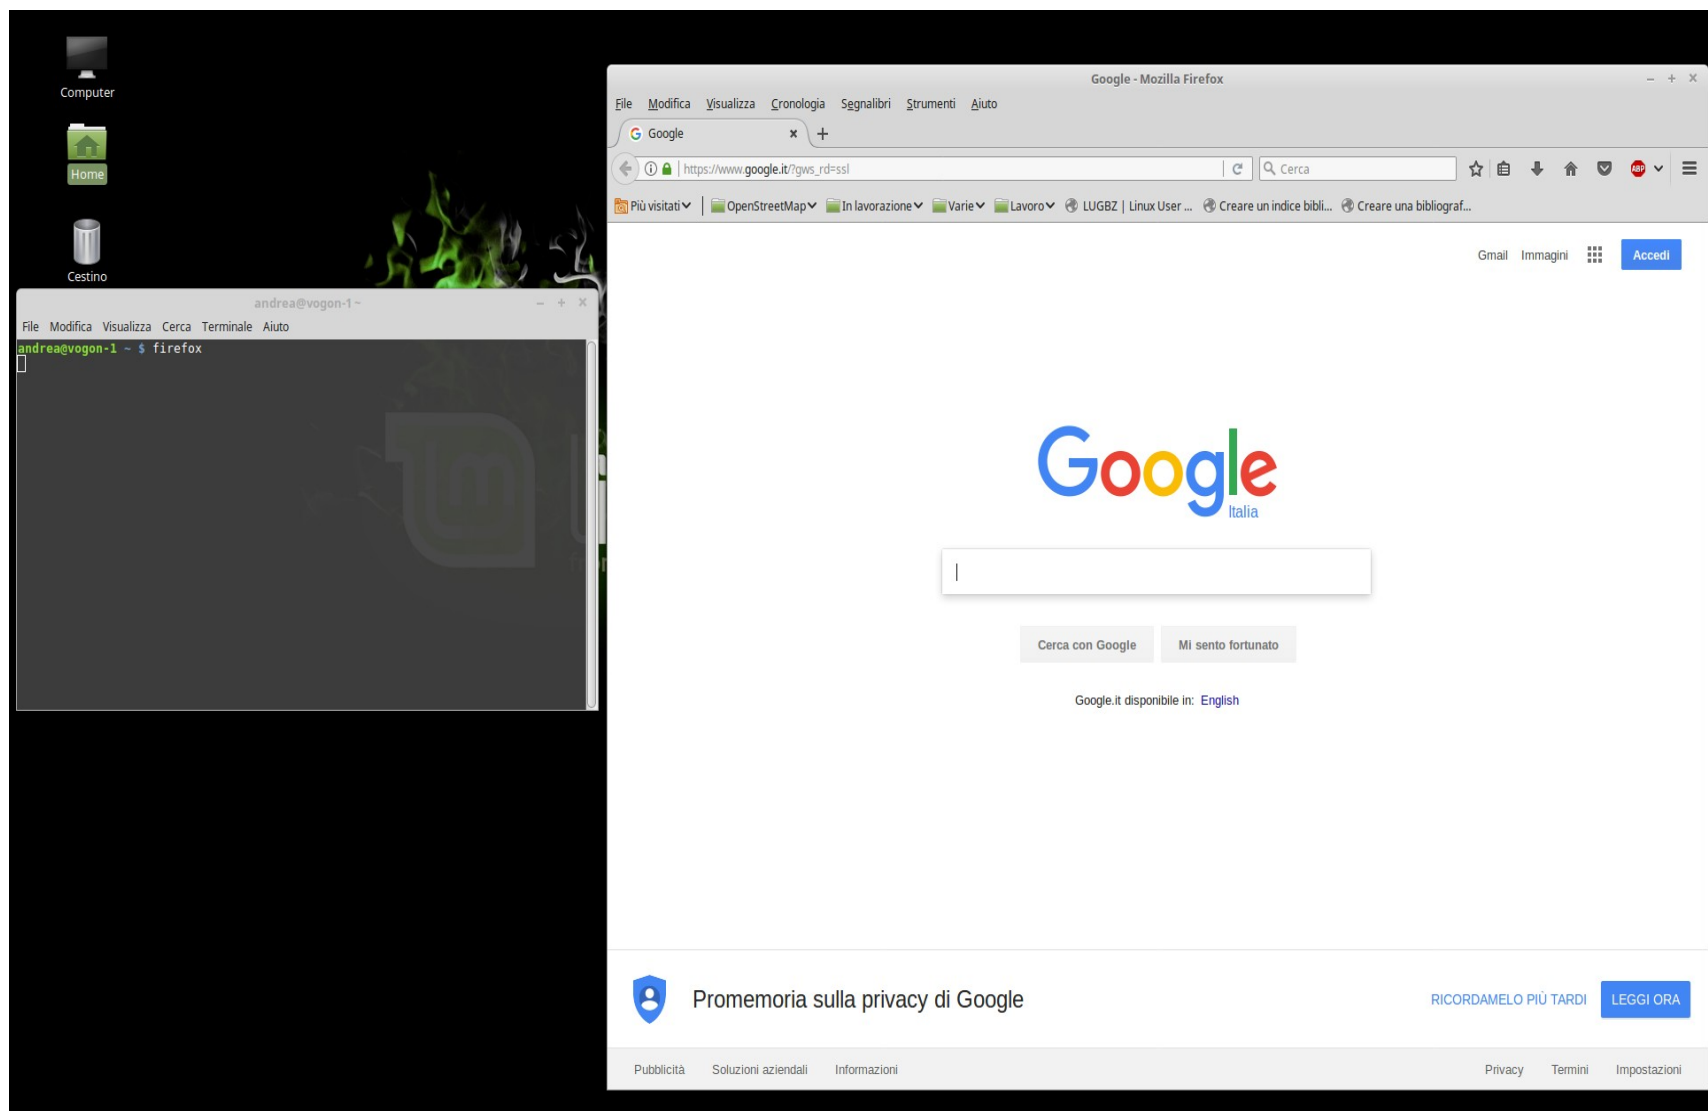 Computer
Home
Cestino
andrea@vogon-1 ~
File Modifica Visualizza Cerca Terminale Aiuto
andrea@vogon-1 ~ $ firefox
Google - Mozilla Firefox
File Modifica Visualizza Cronologia Segnalibri Strumenti Aiuto
Google
https://www.google.it/?gws_rd=ssl
Cerca
ABP
Più visitati OpenStreetMap In lavorazione Varie Lavoro LUGBZ | Linux User ... Creare un indice bibli... Creare una bibliograf...
Gmail Immagini Accedi
Google
Italia
Cerca con Google Mi sento fortunato
Google.it disponibile in: English
Promemoria sulla privacy di Google RICORDAMELO PIÙ TARDI LEGGI ORA
Pubblicità Soluzioni aziendali Informazioni Privacy Termini Impostazioni